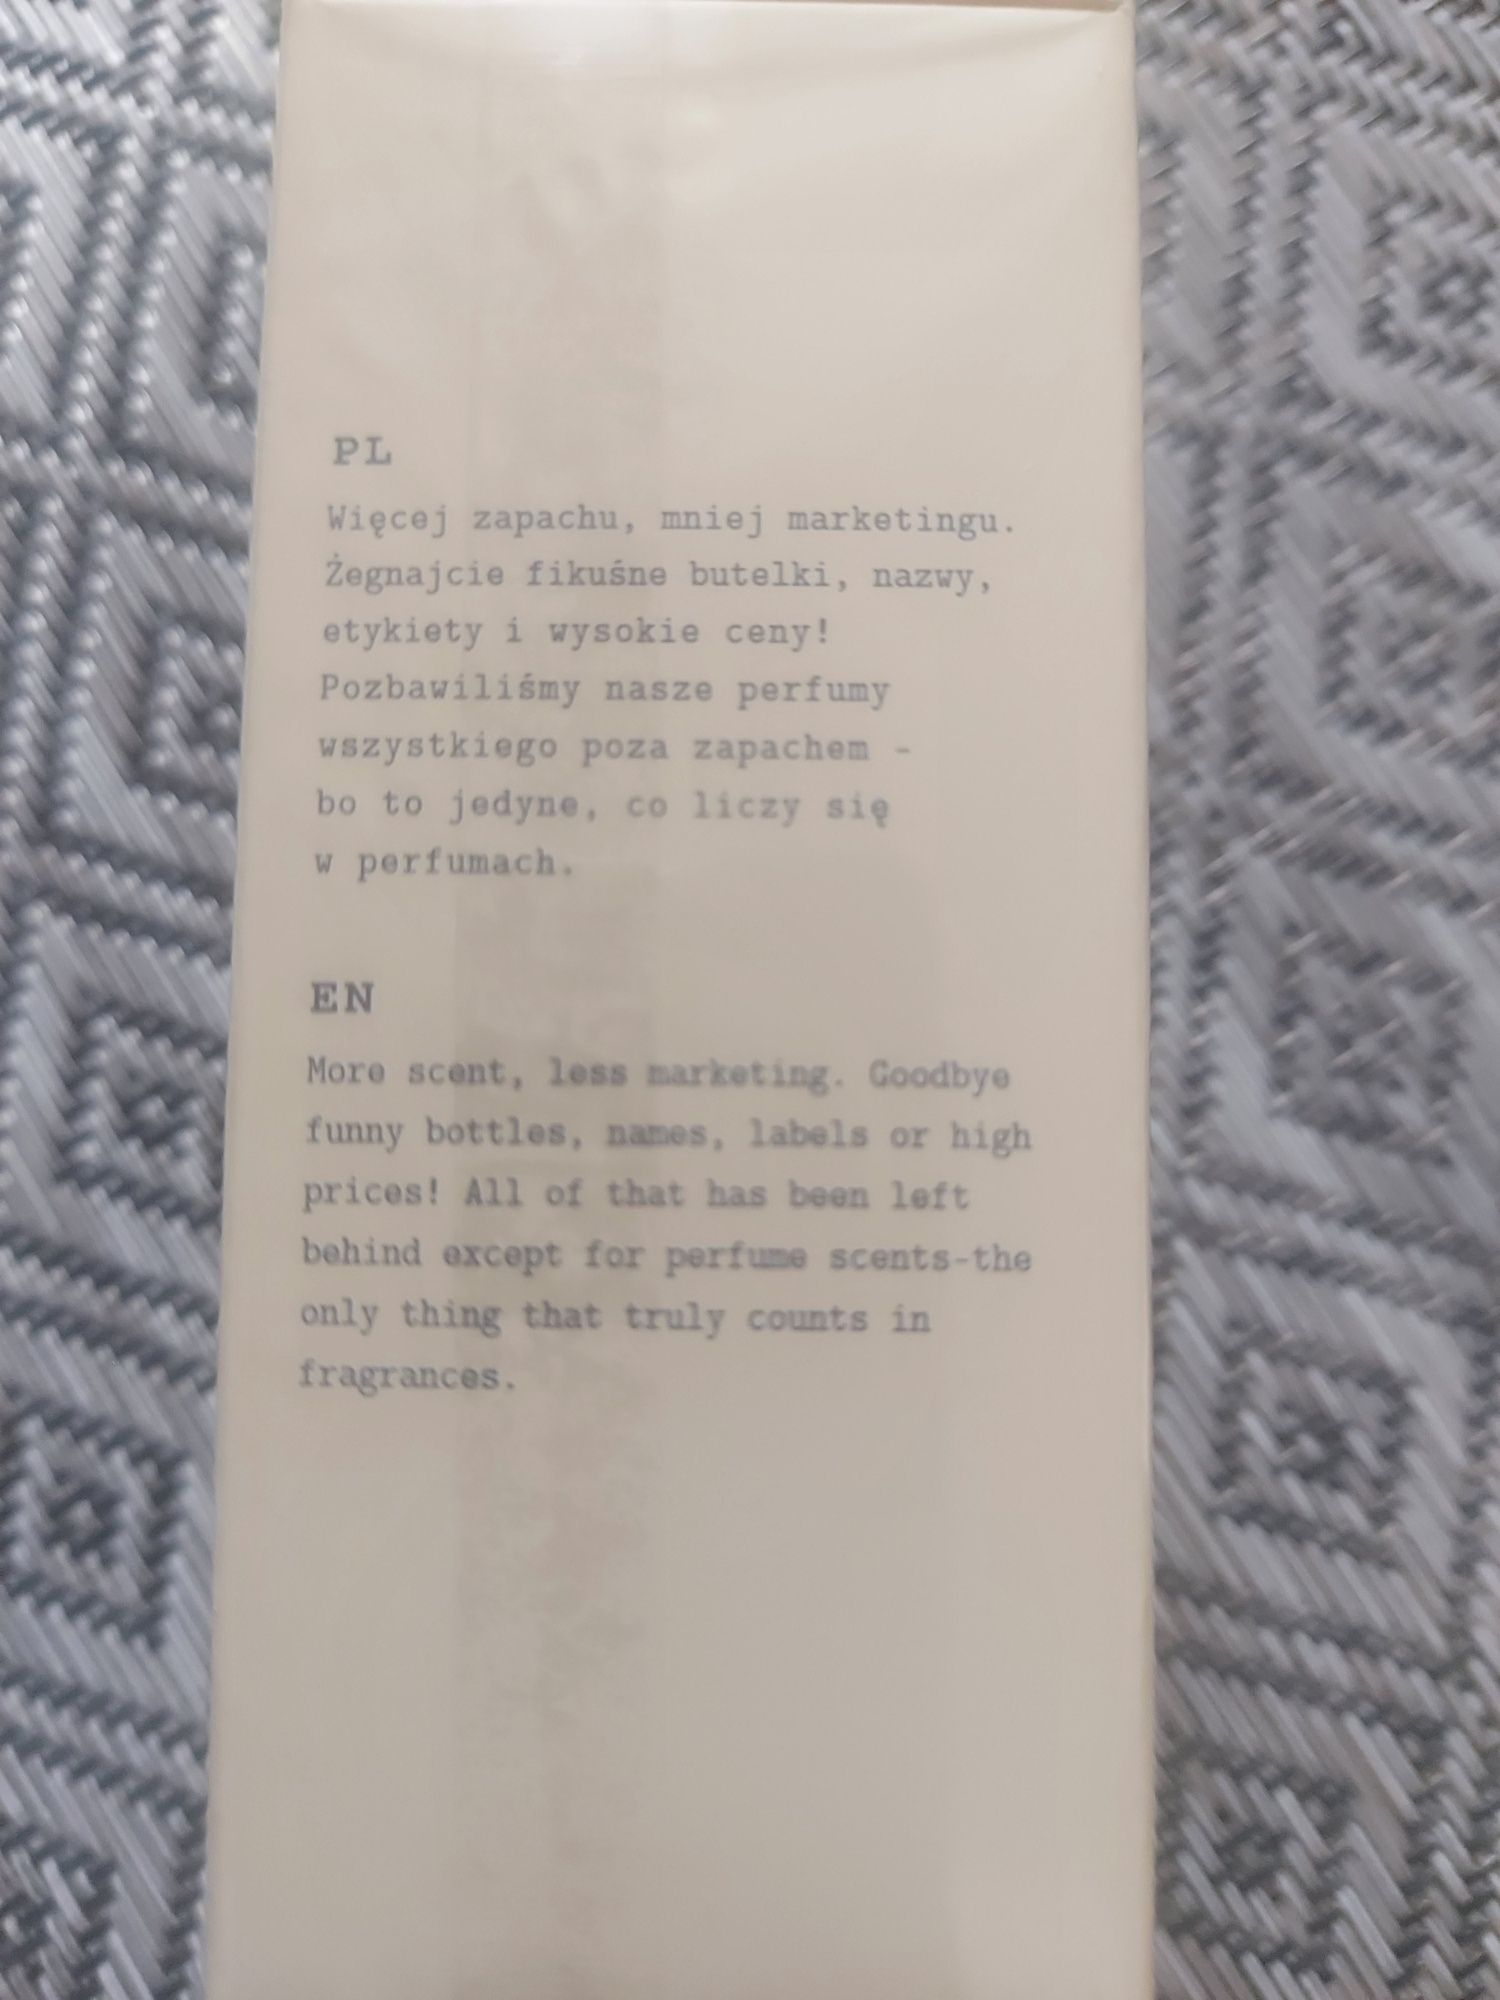 PL
Więcej zapachu, mniej marketingu.
Żegnajcie fikuśne butelki, nazwy,
etykiety i wysokie ceny!
Pozbawiliśmy nasze perfumy
wszystkiego poza zapachem -
bo to jedyne, co liczy się
w perfumach.
EN
More scent, less marketing. Goodbye
funny bottles, names, labels or high
prices! All of that has been left
behind except for perfume scents-the
only thing that truly counts in
fragrances.